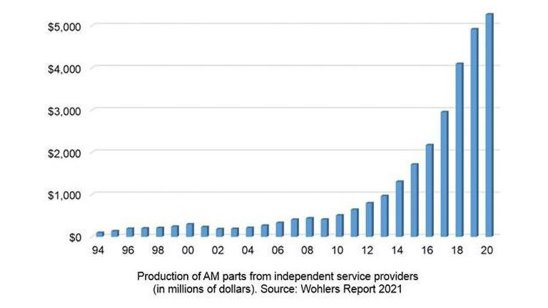 $5,000
$4,000
$3,000
$2,000
$1,000
$0
94 96 98 00 02 04 06 08 10 12 14 16 18 20
Production of AM parts from independent service providers
(in millions of dollars). Source: Wohlers Report 2021